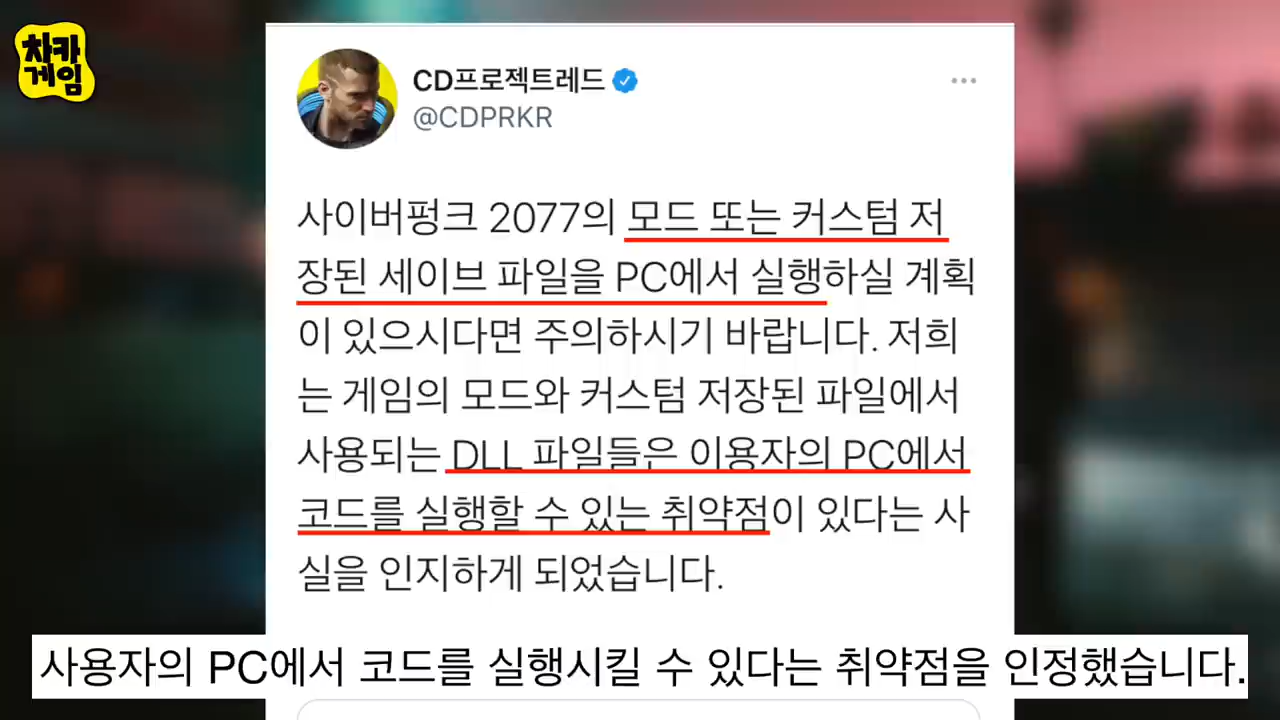 차카
게임
CD프로젝트레드
@CDPRKR
사이버펑크 2077의 모드 또는 커스텀 저
장된 세이브 파일을 PC에서 실행하실 계획
이 있으시다면 주의하시기 바랍니다. 저희
는 게임의 모드와 커스텀 저장된 파일에서
사용되는 DLL 파일들은 이용자의 PC에서
코드를 실행할 수 있는 취약점이 있다는 사
실을 인지하게 되었습니다.
사용자의 PC에서 코드를 실행시킬 수 있다는 취약점을 인정했습니다.